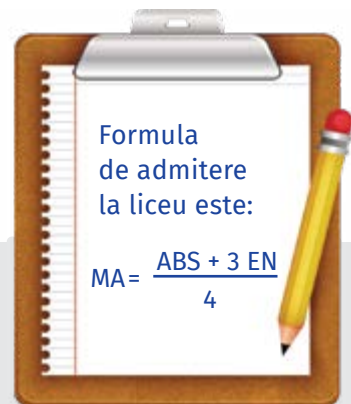 Formula
de admitere
la liceu este:
MA = ABS + 3 EN
4